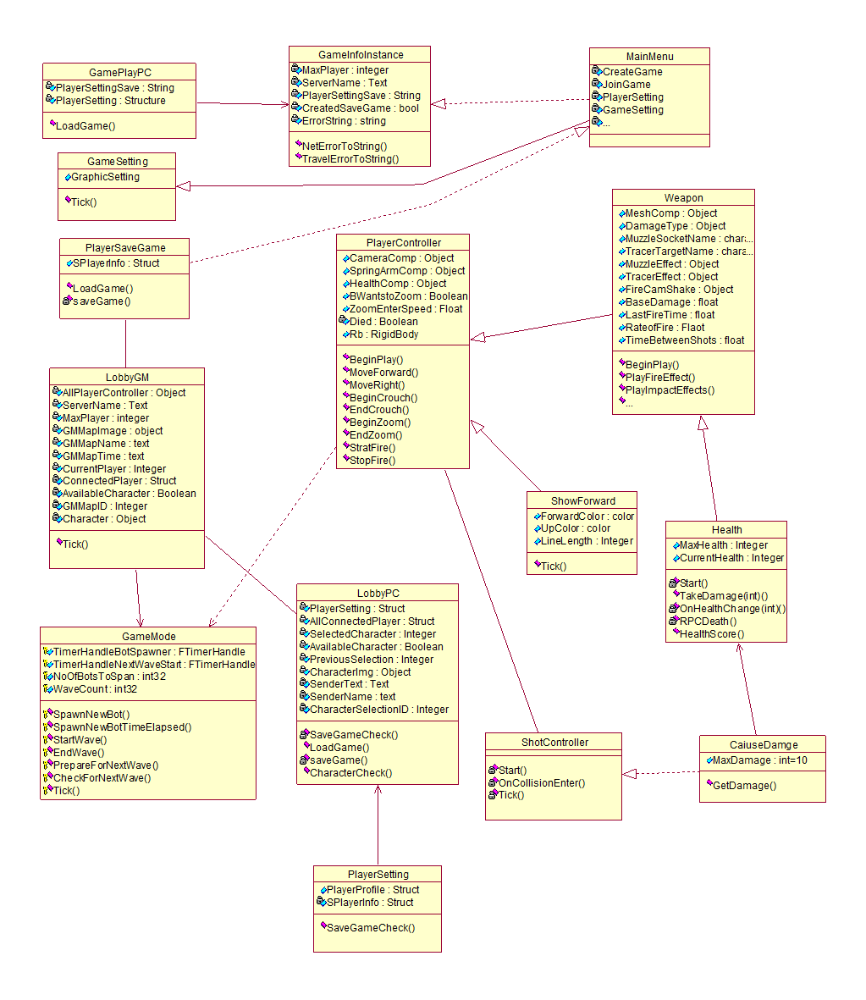 GamePlayPC
PlayerSettingSave : String
PlayerSetting : Structure
LoadGame()
GameInfoInstance
MaxPlayer : integer
ServerName : Text
PlayerSettingSave : String
CreatedSaveGame : bool
ErrorString : string
NetErrorToString()
TravelErrorToString()
MainMenu
CreateGame
JoinGame
PlayerSetting
GameSetting
...
GameSetting
GraphicSetting
Tick()
PlayerSaveGame
SPlayerInfo : Struct
LoadGame()
saveGame()
PlayerController
CameraComp : Object
SpringArmComp : Object
HealthComp : Object
BWantstoZoom : Boolean
ZoomEnterSpeed : Float
Died : Boolean
Rb : RigidBody
BeginPlay()
MoveForward()
MoveRight()
BeginCrouch()
EndCrouch()
BeginZoom()
EndZoom()
StratFire()
StopFire()
Weapon
MeshComp : Object
DamageType : Object
MuzzleSocketName : chara...
TracerTargetName : chara...
MuzzleEffect : Object
TracerEffect : Object
FireCamShake : Object
BaseDamage : float
LastFireTime : float
RateofFire : Flaot
TimeBetweenShots : float
BeginPlay()
PlayFireEffect()
PlayImpactEffects()
...
LobbyGM
AllPlayerController : Object
ServerName : Text
MaxPlayer : integer
GMMapImage : object
GMMapName : text
GMMapTime : text
CurrentPlayer : Integer
ConnectedPlayer : Struct
AvailableCharacter : Boolean
GMMapID : Integer
Character : Object
Tick()
ShowForward
ForwardColor : color
UpColor : color
LineLength : Integer
Tick()
Health
MaxHealth : Integer
CurrentHealth : Integer
Start()
TakeDamage(int)()
OnHealthChange(int)()
RPCDeath()
HealthScore()
GameMode
TimerHandleBotSpawner : FTimerHandle
TimerHandleNextWaveStart : FTimerHandle
NoOfBotsToSpan : int32
WaveCount : int32
SpawnNewBot()
SpawnNewBotTimeElapsed()
StartWave()
EndWave()
PrepareForNextWave()
CheckForNextWave()
Tick()
LobbyPC
PlayerSetting : Struct
AllConnectedPlayer : Struct
SelectedCharacter : Integer
AvailableCharacter : Boolean
PreviousSelection : Integer
CharacterImg : Object
SenderText : Text
SenderName : text
CharacterSelectionID : Integer
SaveGameCheck()
LoadGame()
saveGame()
CharacterCheck()
ShotController
Start()
OnCollisionEnter()
Tick()
CaiuseDamge
MaxDamage : int=10
GetDamage()
PlayerSetting
PlayerProfile : Struct
SPlayerInfo : Struct
SaveGameCheck()